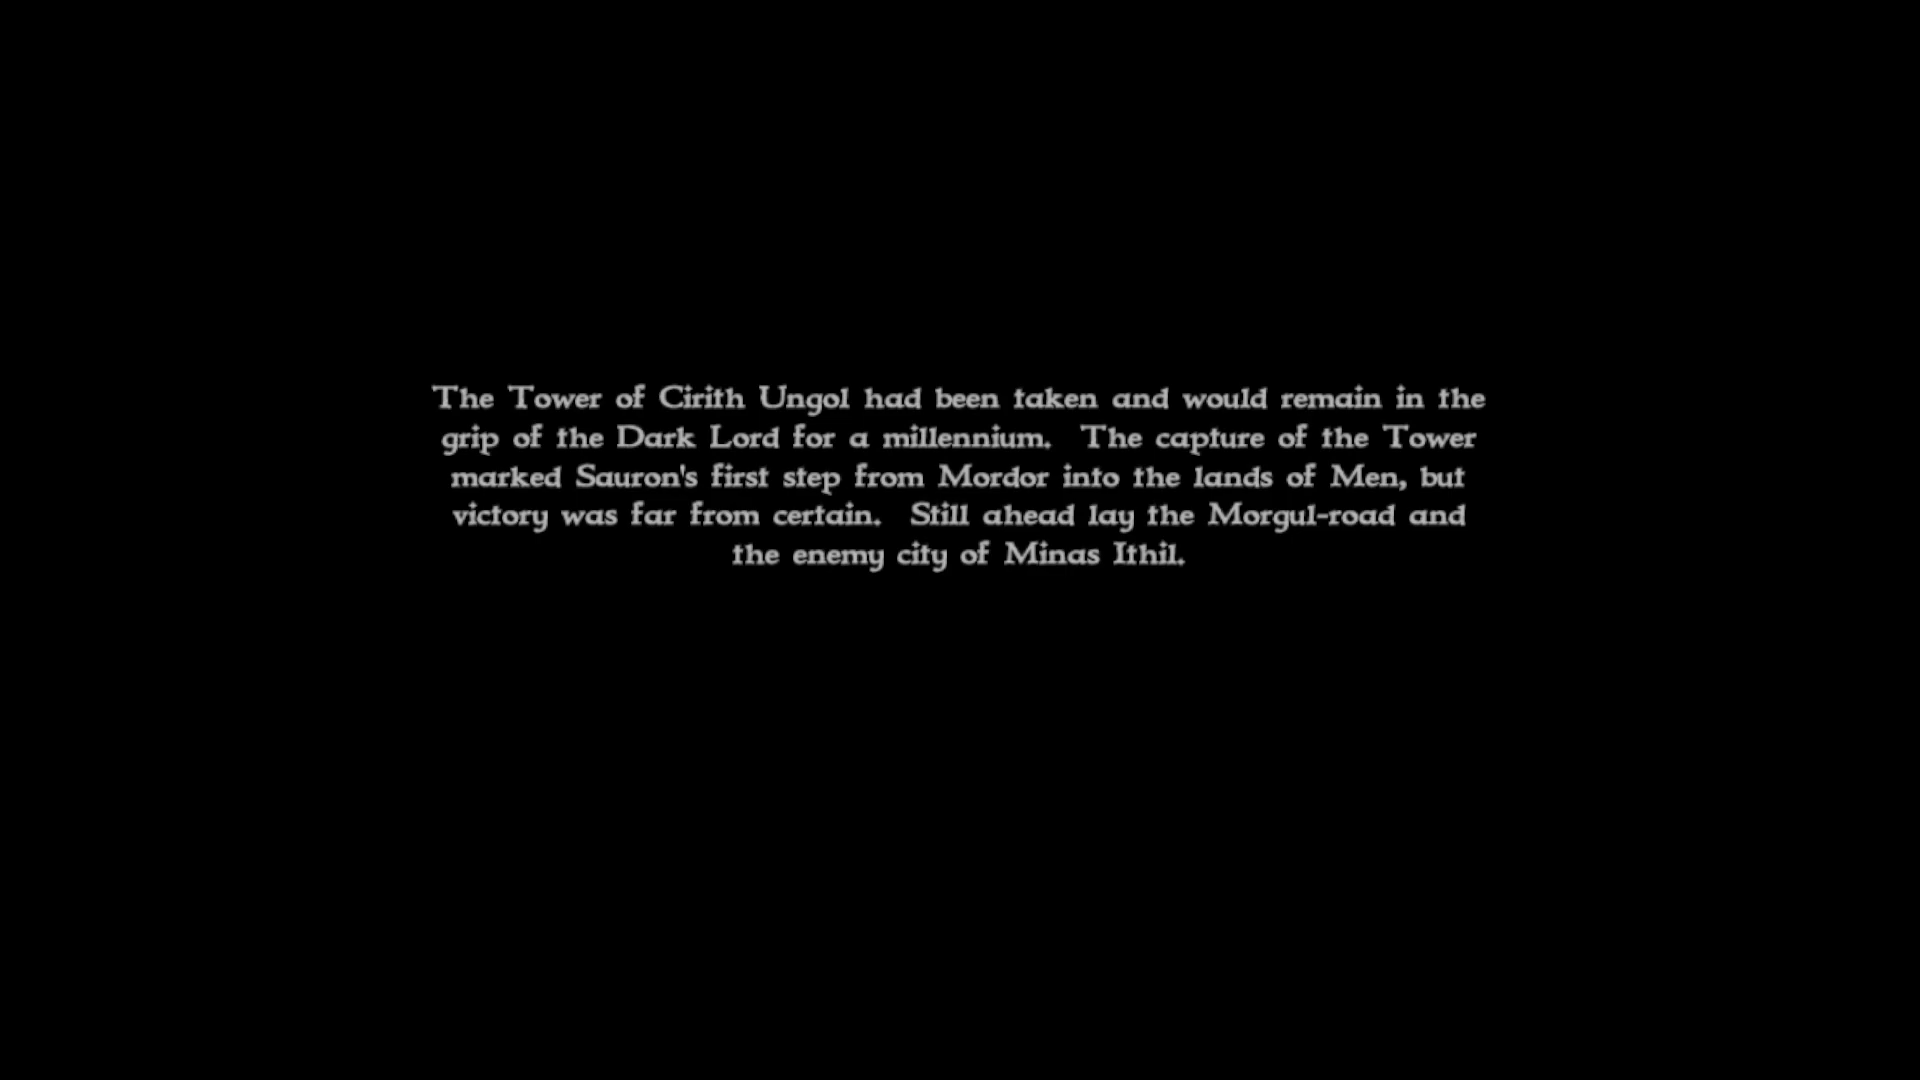 The Tower of Cirith Ungol had been taken and would remain in the
grip of the Dark Lord for a millennium.  The capture of the Tower
marked Sauron's first step from Mordor into the lands of Men, but
victory was far from certain.  Still ahead lay the Morgul-road and
the enemy city of Minas Ithil.